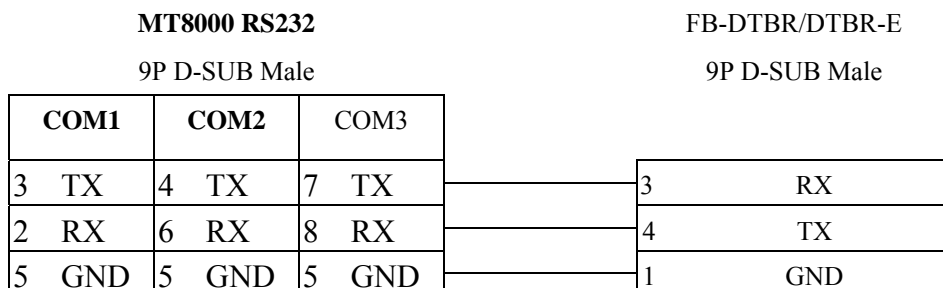 MT8000 RS232 FB-DTBR/DTBR-E
9P D-SUB Male 9P D-SUB Male
COM1 COM2 COM3
3 TX 4 TX 7 TX 3 RX
2 RX 6 RX 8 RX 4 TX
5 GND 5 GND 5 GND 1 GND